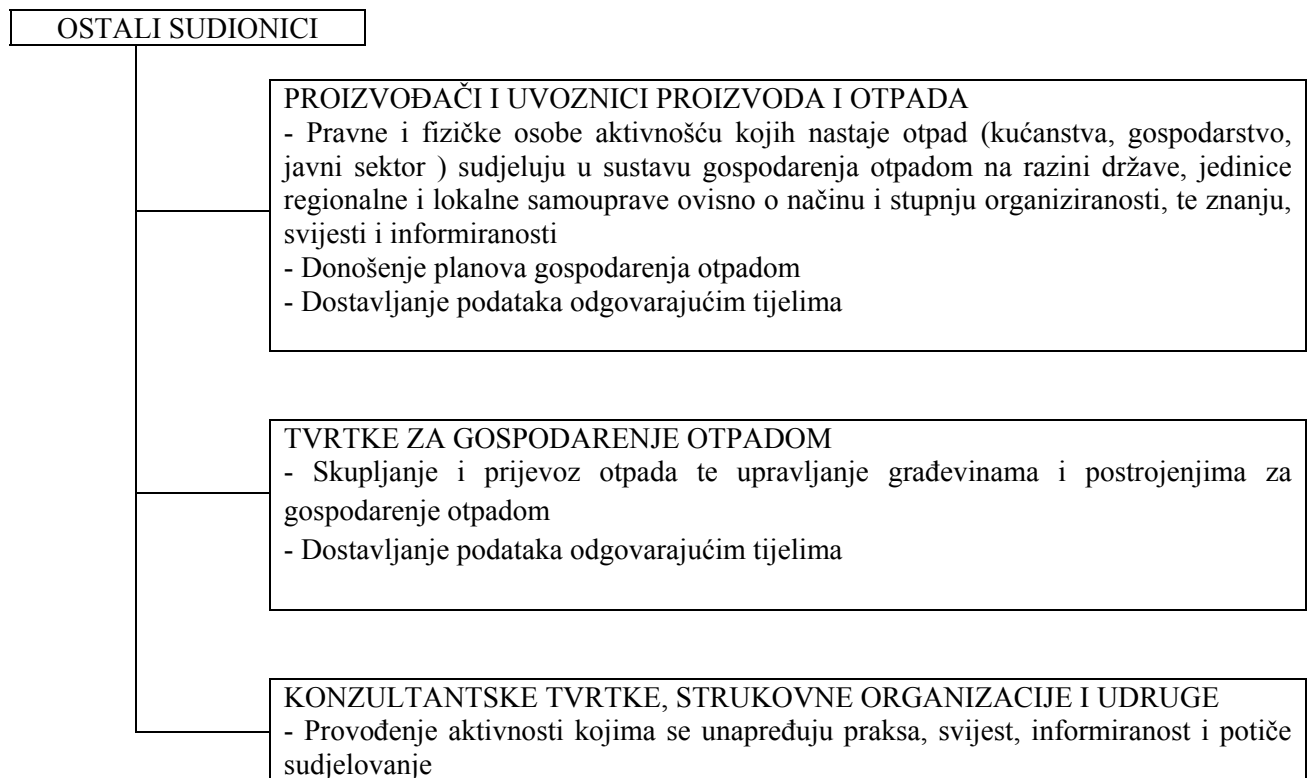 OSTALI SUDIONICI
PROIZVOĐAČI I UVOZNICI PROIZVODA I OTPADA
- Pravne i fizičke osobe aktivnošću kojih nastaje otpad (kućanstva, gospodarstvo,
javni sektor ) sudjeluju u sustavu gospodarenja otpadom na razini države, jedinice
regionalne i lokalne samouprave ovisno o načinu i stupnju organiziranosti, te znanju,
svijesti i informiranosti
- Donošenje planova gospodarenja otpadom
- Dostavljanje podataka odgovarajućim tijelima
TVRTKE ZA GOSPODARENJE OTPADOM
- Skupljanje i prijevoz otpada te upravljanje građevinama i postrojenjima za
gospodarenje otpadom
- Dostavljanje podataka odgovarajućim tijelima
KONZULTANTSKE TVRTKE, STRUKOVNE ORGANIZACIJE I UDRUGE
- Provođenje aktivnosti kojima se unapređuju praksa, svijest, informiranost i potiče
sudjelovanje